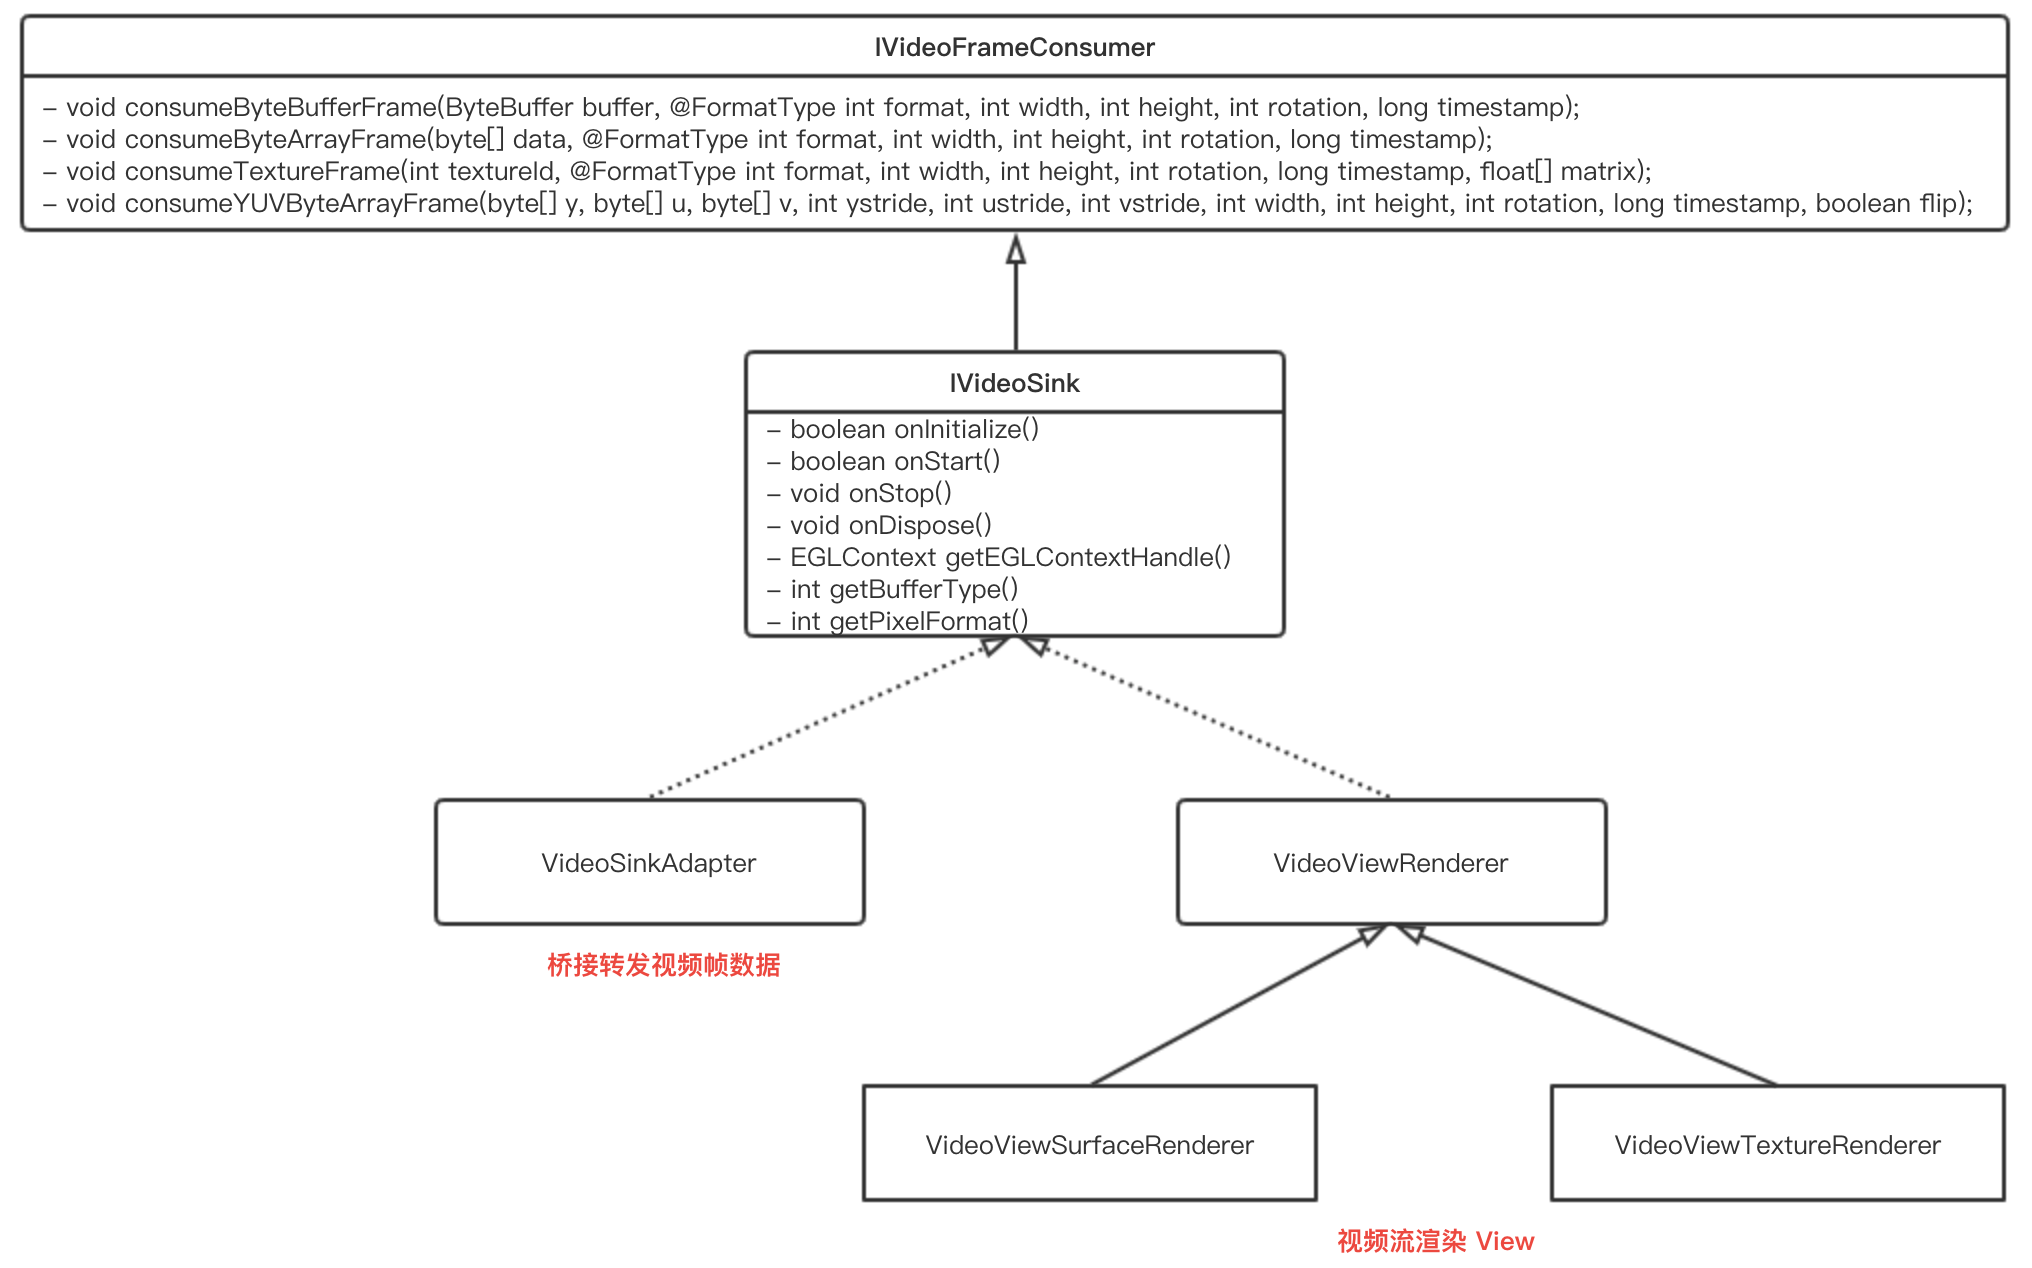 IVideoFrameConsumer
– void consumeByteBufferFrame(ByteBuffer buffer, @FormatType int format, int width, int height, int rotation, long timestamp);
– void consumeByteArrayFrame(byte[] data, @FormatType int format, int width, int height, int rotation, long timestamp);
– void consumeTextureFrame(int textureId, @FormatType int format, int width, int height, int rotation, long timestamp, float[] matrix);
– void consumeYUVByteArrayFrame(byte[] y, byte[] u, byte[] v, int ystride, int ustride, int vstride, int width, int height, int rotation, long timestamp, boolean flip);
IVideoSink
– boolean onInitialize()
– boolean onStart()
– void onStop()
– void onDispose()
– EGLContext getEGLContextHandle()
– int getBufferType()
– int getPixelFormat()
VideoSinkAdapter
VideoViewRenderer
桥接转发视频帧数据
VideoViewSurfaceRenderer
VideoViewTextureRenderer
视频流渲染 View